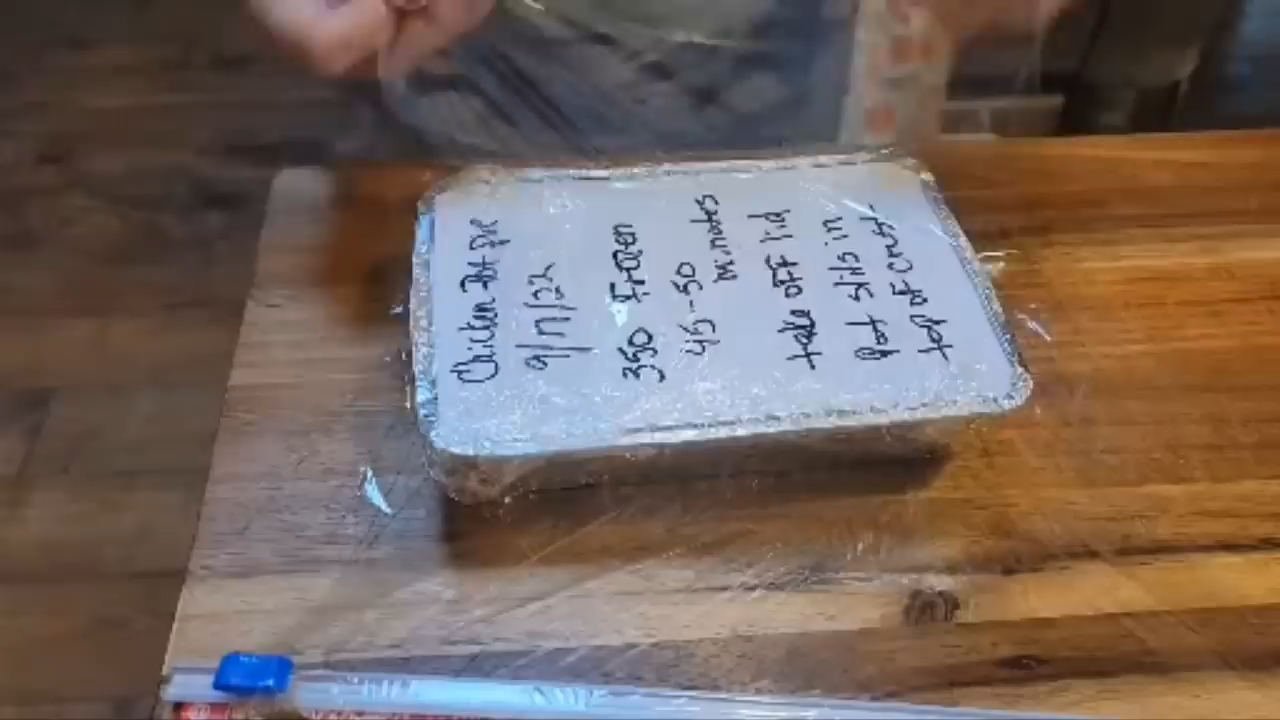 Chicken Pot pie
9/17/22
350 Frozen
45-50
minutes
take off lid
Put slits in
top of crust-